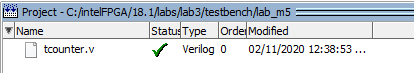 Project - C:/intelFPGA/18.1/labs/lab3/testbench/lab_m5
Name Status Type Order Modified
tcounter.v Verilog 0 02/11/2020 12:38:53 ...